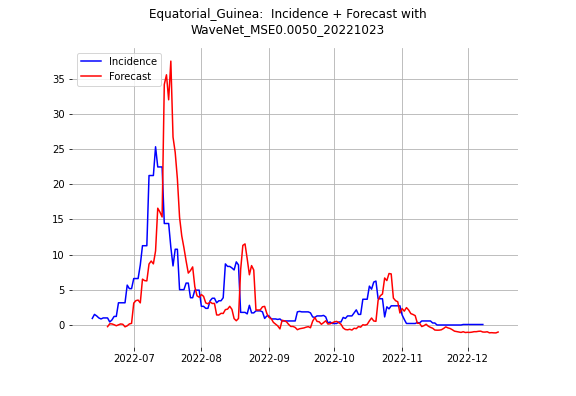 Equatorial_Guinea:  Incidence + Forecast with
WaveNet_MSE0.0050_20221023
Incidence
Forecast
35
30
25
20
15
10
5
0
2022-07 2022-08 2022-09 2022-10 2022-11 2022-12